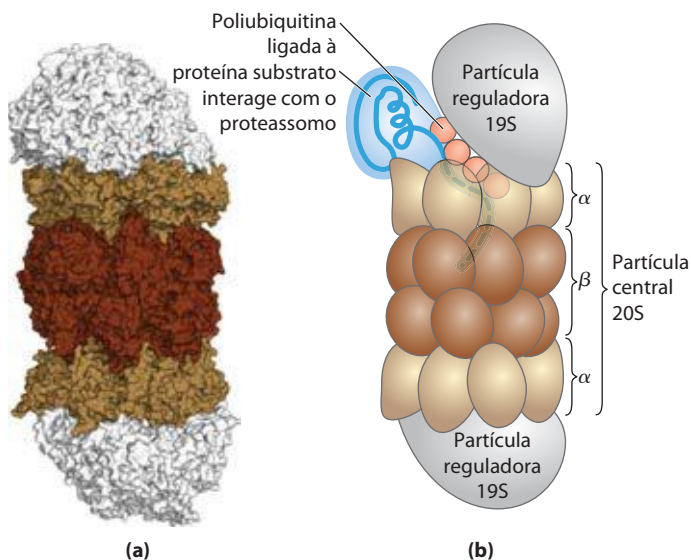 Poliubiquitina
ligada à
proteína substrato
interage com o
proteassomo
Partícula
reguladora
19S
α
β
α
Partícula
central
20S
Partícula
reguladora
19S
(a)
(b)